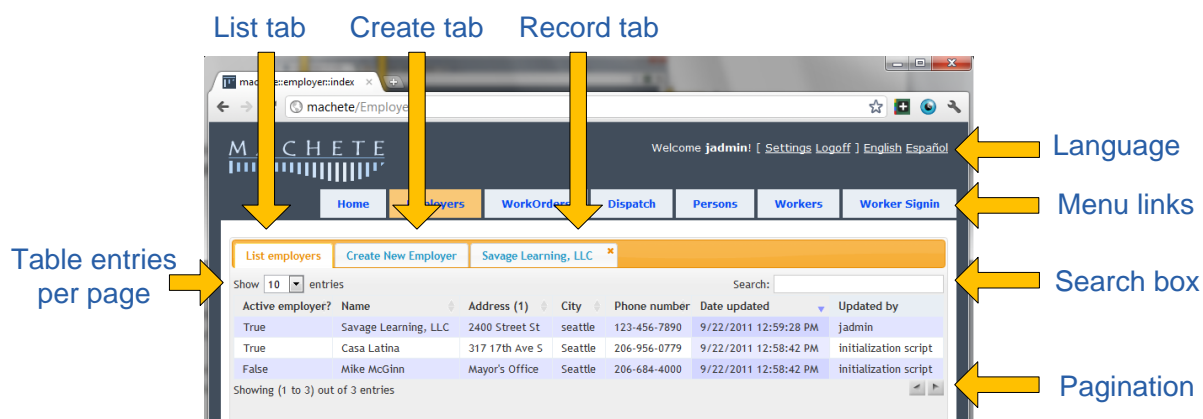 List tab Create tab Record tab
machete::employer::index
machete/Employe
MACHETE
Welcome jadmin! [ Settings Logoff ] English Español
Language
Home Employers WorkOrders Dispatch Persons Workers Worker Signin
Menu links
List employers Create New Employer Savage Learning, LLC
Table entries
per page
Show 10 entries
Search:
Search box
Active employer? Name Address (1) City Phone number Date updated Updated by
True Savage Learning, LLC 2400 Street St seattle 123-456-7890 9/22/2011 12:59:28 PM jadmin
True Casa Latina 317 17th Ave S Seattle 206-956-0779 9/22/2011 12:58:42 PM initialization script
False Mike McGinn Mayor's Office Seattle 206-684-4000 9/22/2011 12:58:42 PM initialization script
Showing (1 to 3) out of 3 entries
Pagination